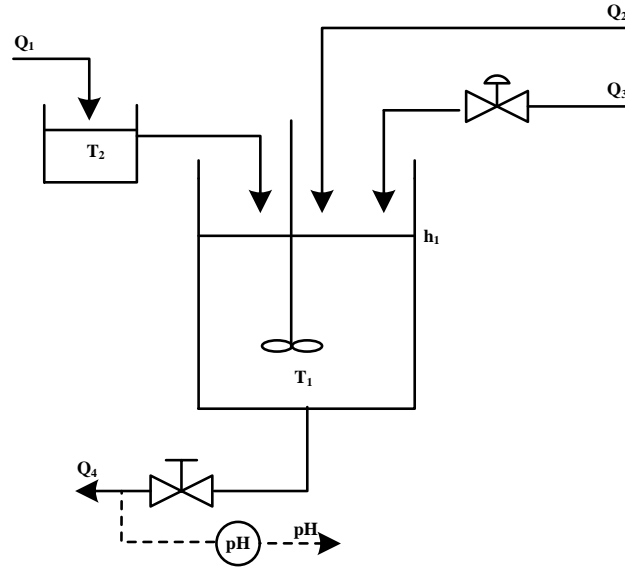 Q₂
Q₁
Q₃
T₂
h₁
T₁
Q₄
pH
pH